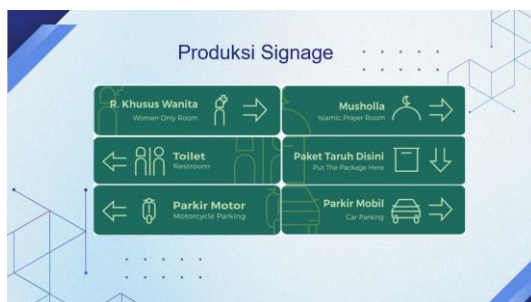 Produksi Signage
R. Khusus Wanita
Women Only Room
Musholla
Islamic Prayer Room
Toilet
Restroom
Paket Taruh Disini
Put The Package Here
Parkir Motor
Motorcycle Parking
Parkir Mobil
Car Parking